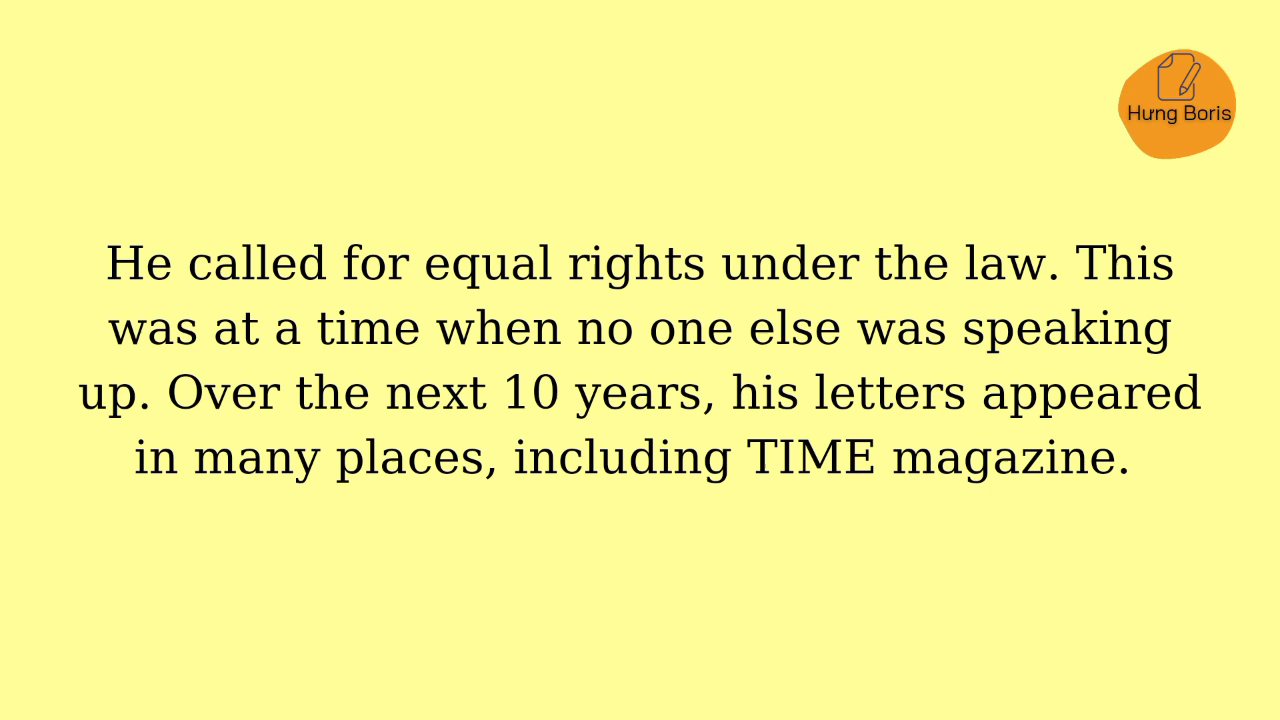 Hưng Boris
He called for equal rights under the law. This
was at a time when no one else was speaking
up. Over the next 10 years, his letters appeared
in many places, including TIME magazine.